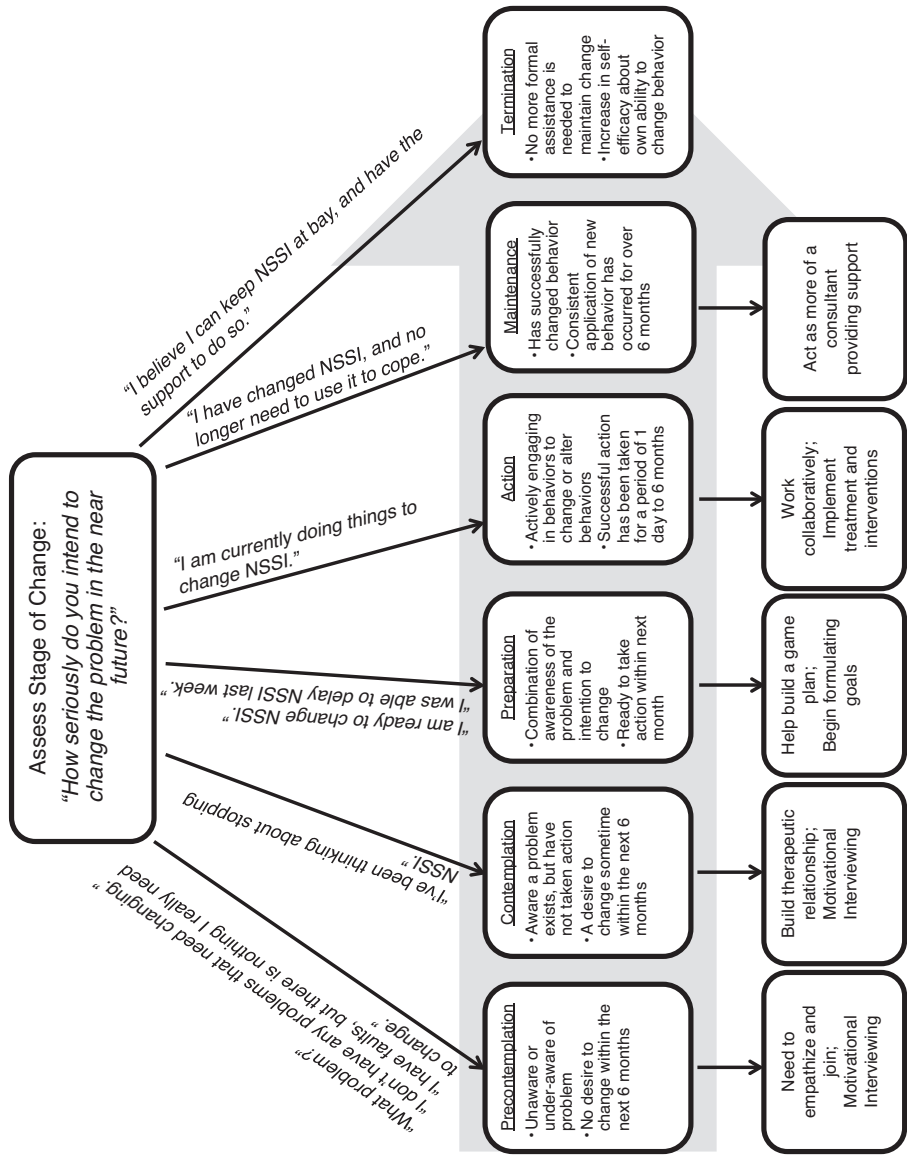 Assess Stage of Change:
“How seriously do you intend to
change the problem in the near
future?”
“What problem?”
“I don’t have any problems that need changing.”
“I have faults, but there is nothing I really need
to change.”
“I’ve been thinking about stopping
NSSI.”
“I am ready to change NSSI.”
“I was able to delay NSSI last week.”
“I am currently doing things to
change NSSI.”
“I have changed NSSI, and no
longer need to use it to cope.”
“I believe I can keep NSSI at bay, and have the
support to do so.”
Precontemplation
• Unaware or
under-aware of
problem
• No desire to
change within the
next 6 months
Contemplation
• Aware a problem
exists, but have
not taken action
• A desire to
change sometime
within the next 6
months
Preparation
• Combination of
awareness of the
problem and
intention to
change
• Ready to take
action within next
month
Action
• Actively engaging
in behaviors to
change or alter
behaviors
• Successful action
has been taken
for a period of 1
day to 6 months
Maintenance
• Has successfully
changed behavior
• Consistent
application of new
behavior has
occurred for over
6 months
Termination
• No more formal
assistance is
needed to
maintain change
• Increase in self-
efficacy about
own ability to
change behavior
Need to
empathize and
join;
Motivational
Interviewing
Build therapeutic
relationship;
Motivational
Interviewing
Help build a game
plan;
Begin formulating
goals
Work
collaboratively;
Implement
treatment and
interventions
Act as more of a
consultant
providing support